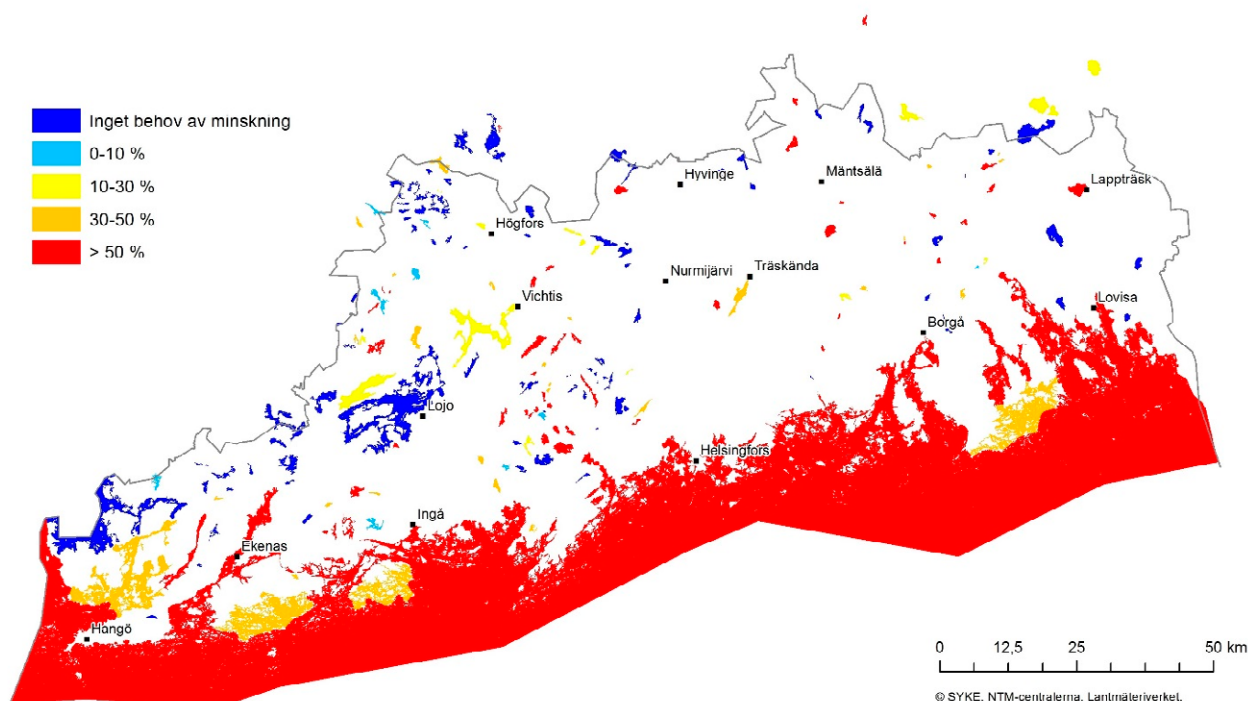 Inget behov av minskning
0-10 %
10-30 %
30-50 %
> 50 %
Hyvinge
Mäntsälä
Lappträsk
Högfors
Nurmijärvi
Träskända
Vichtis
Lovisa
Borgå
Lojo
Helsingfors
Ingå
Ekenäs
Hangö
0 12,5 25 50 km
© SYKE, NTM-centralerna, Lantmäteriverket,